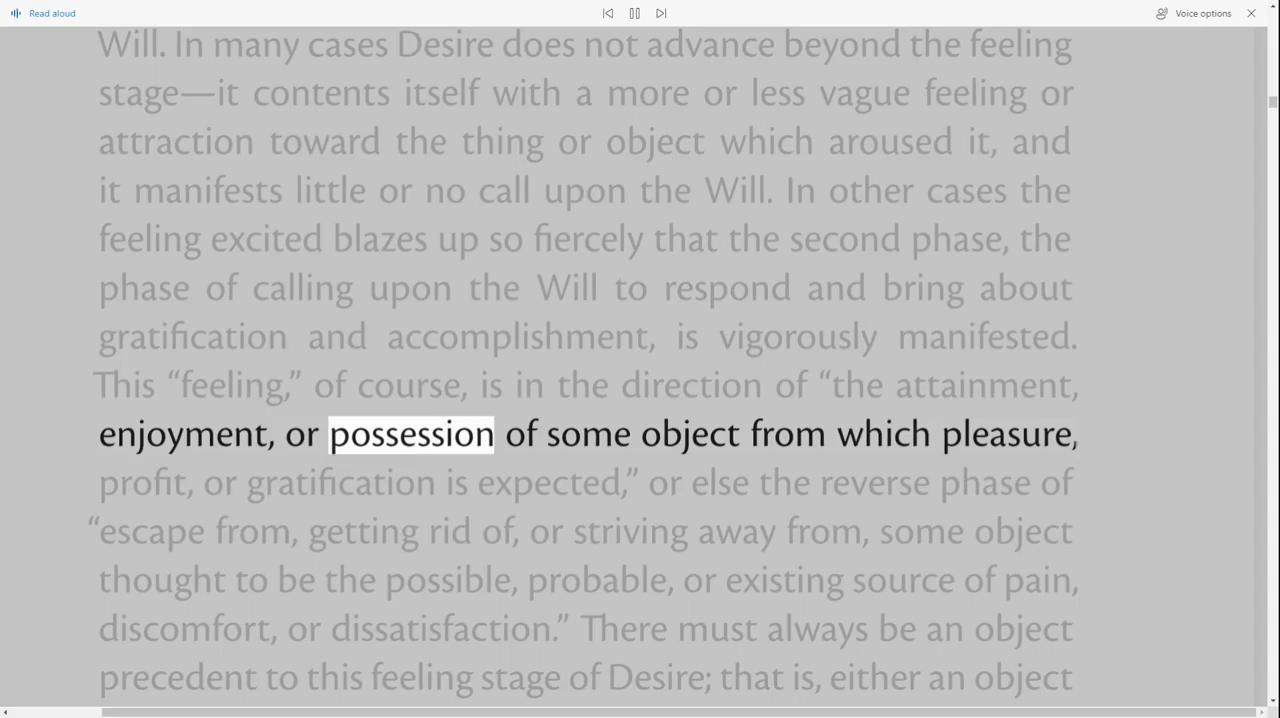 Read aloud
Voice options
Will. In many cases Desire does not advance beyond the feeling
stage—it contents itself with a more or less vague feeling or
attraction toward the thing or object which aroused it, and
it manifests little or no call upon the Will. In other cases the
feeling excited blazes up so fiercely that the second phase, the
phase of calling upon the Will to respond and bring about
gratification and accomplishment, is vigorously manifested.
This “feeling,” of course, is in the direction of “the attainment,
enjoyment, or possession of some object from which pleasure,
profit, or gratification is expected,” or else the reverse phase of
“escape from, getting rid of, or striving away from, some object
thought to be the possible, probable, or existing source of pain,
discomfort, or dissatisfaction.” There must always be an object
precedent to this feeling stage of Desire; that is, either an object